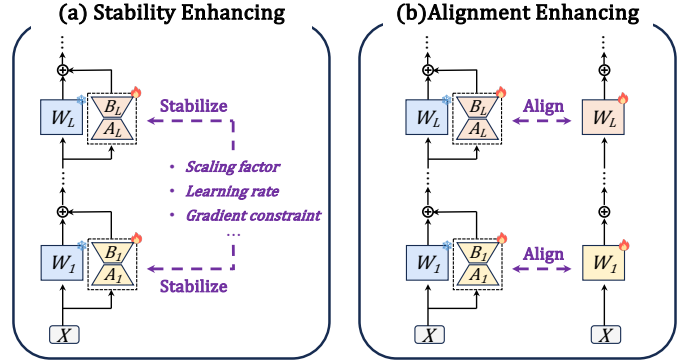 (a) Stability Enhancing
(b)Alignment Enhancing
W_L
B_L
A_L
Stabilize
• Scaling factor
• Learning rate
• Gradient constraint
...
W_1
B_1
A_1
Stabilize
X
W_L
B_L
A_L
Align
W_L
W_1
B_1
A_1
Align
W_1
X
X